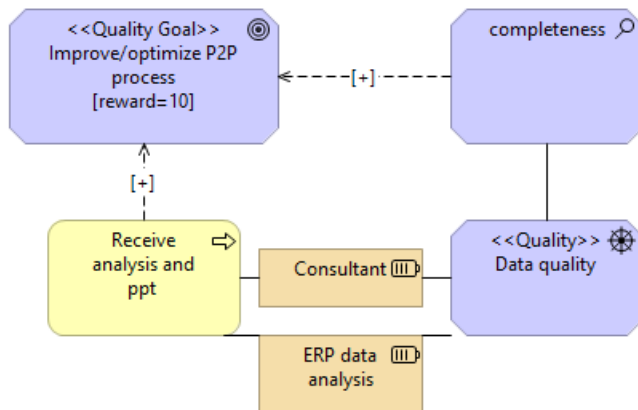 <<Quality Goal>>
Improve/optimize P2P
process
[reward=10]
completeness
[+]
[+]
Receive
analysis and
ppt
Consultant
<<Quality>>
Data quality
ERP data
analysis